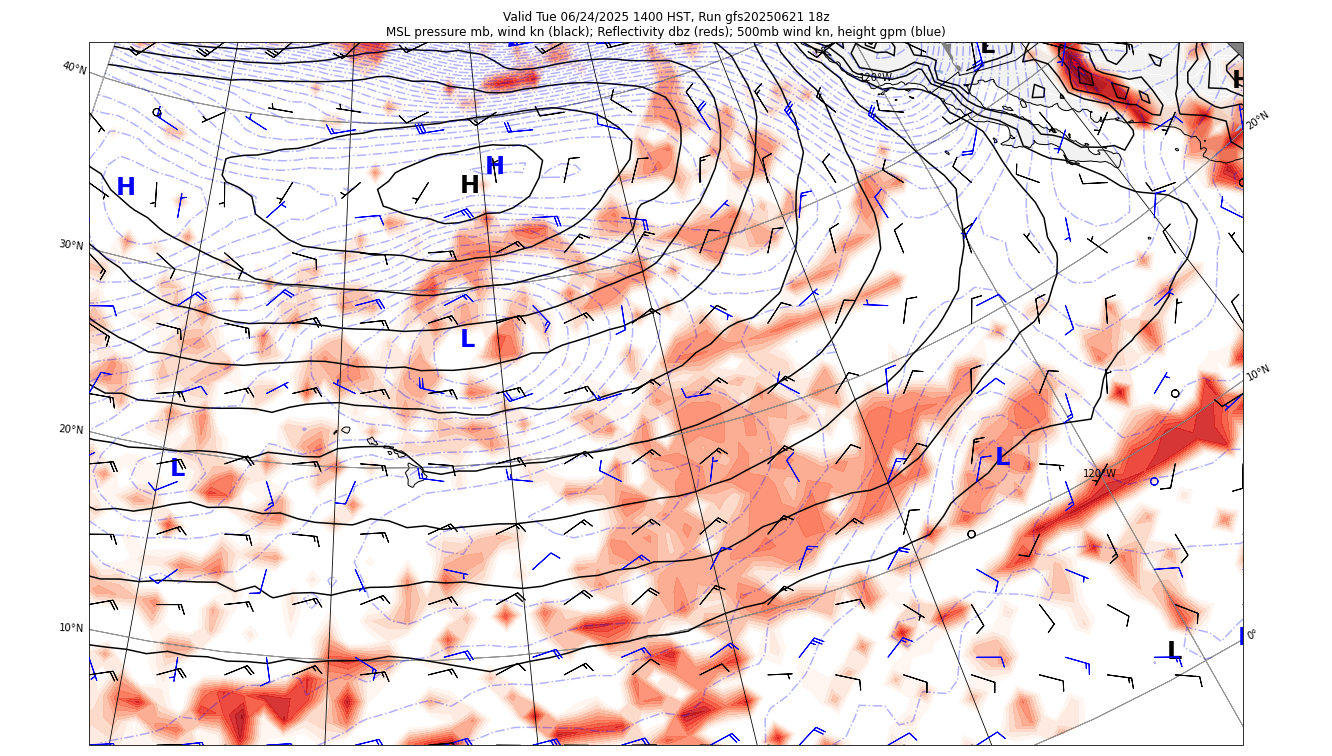 Valid Tue 06/24/2025 1400 HST, Run gfs20250621 18z
MSL pressure mb, wind kn (black); Reflectivity dbz (reds); 500mb wind kn, height gpm (blue)
L
40°N
120°W
H
20°N
H
H
H
30°N
L
10°N
20°N
L
L
120°W
10°N
0°
L